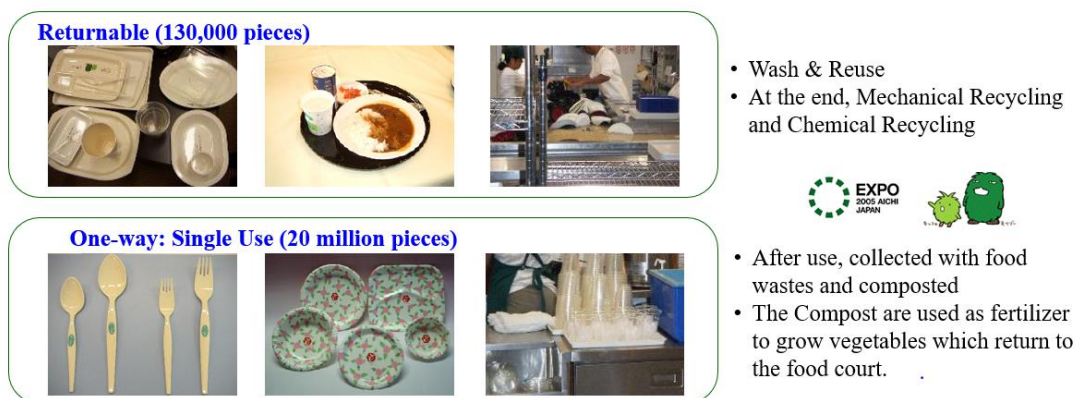 Returnable (130,000 pieces)
• Wash & Reuse
• At the end, Mechanical Recycling
and Chemical Recycling
EXPO
2005 AICHI
JAPAN
One-way: Single Use (20 million pieces)
• After use, collected with food
wastes and composted
• The Compost are used as fertilizer
to grow vegetables which return to
the food court.